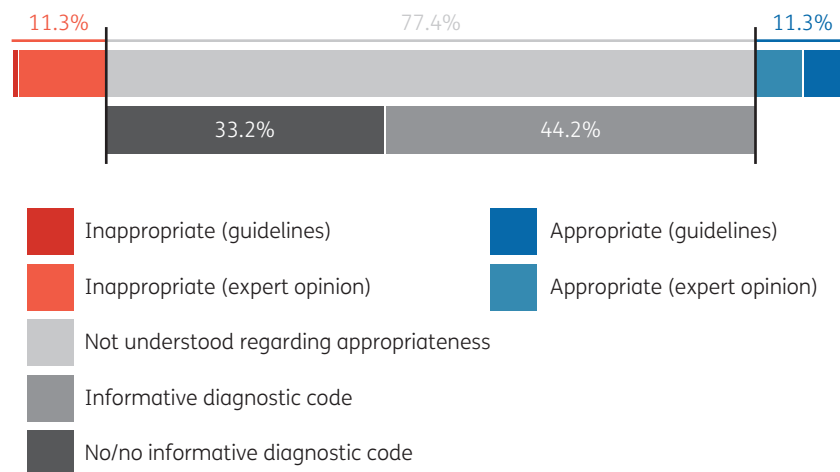 11.3% 77.4% 11.3%
33.2% 44.2%
Inappropriate (guidelines) Appropriate (guidelines)
Inappropriate (expert opinion) Appropriate (expert opinion)
Not understood regarding appropriateness
Informative diagnostic code
No/no informative diagnostic code